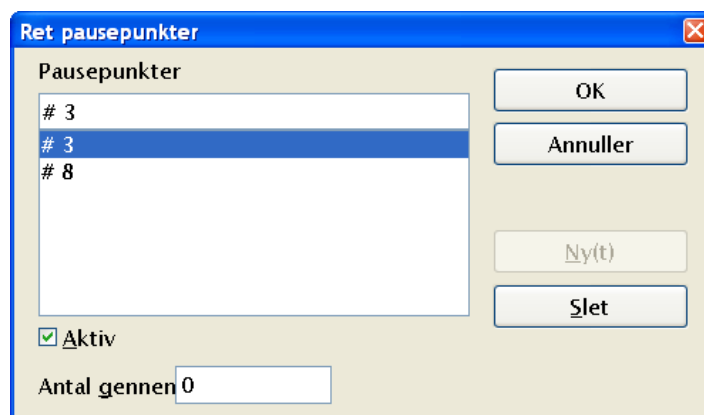 Ret pausepunkter
Pausepunkter
# 3
# 3
# 8
OK
Annuller
Ny(t)
Slet
Aktiv
Antal gennen 0